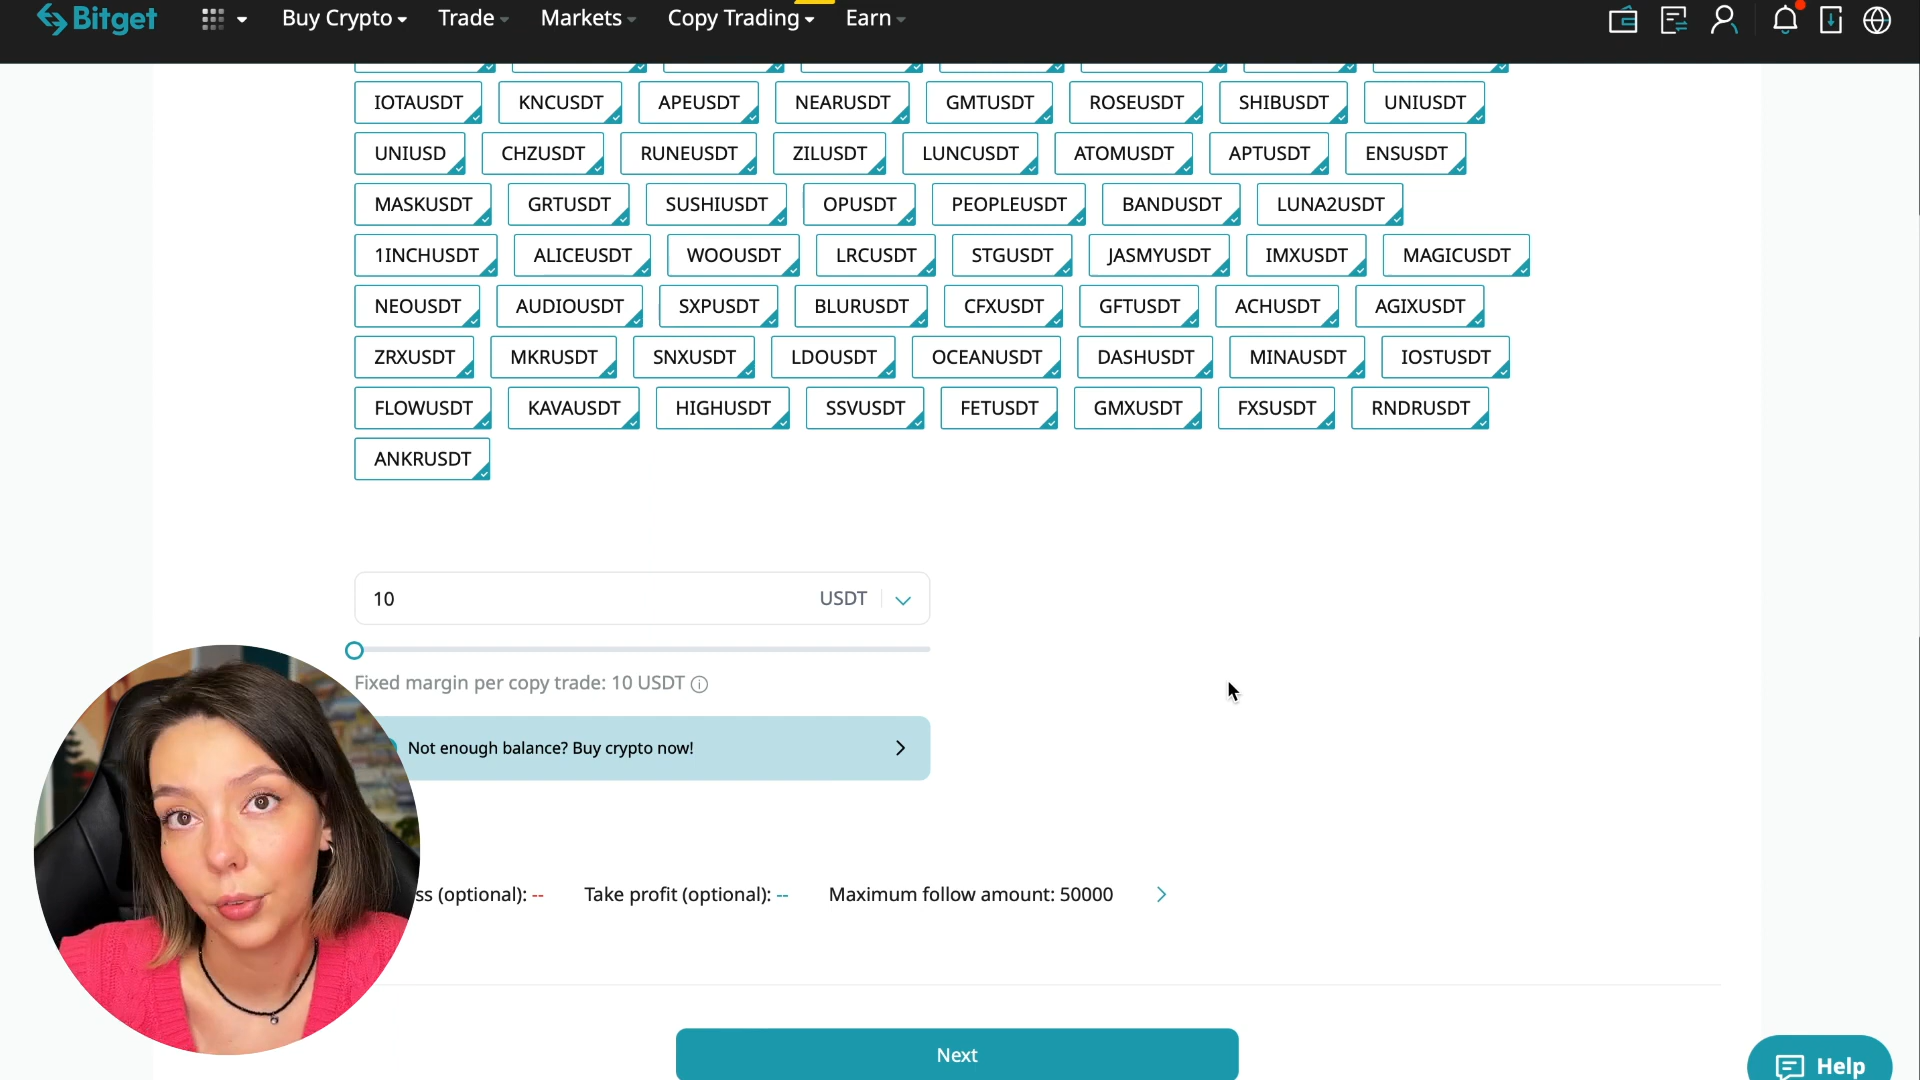 Bitget Buy Crypto Trade Markets Copy Trading Earn
IOTAUSDT KNCUSDT APEUSDT NEARUSDT GMTUSDT ROSEUSDT SHIBUSDT UNIUSDT
UNIUSD CHZUSDT RUNEUSDT ZILUSDT LUNCUSDT ATOMUSDT APTUSDT ENSUSDT
MASKUSDT GRTUSDT SUSHIUSDT OPUSDT PEOPLEUSDT BANDUSDT LUNA2USDT
1INCHUSDT ALICEUSDT WOOUSDT LRCUSDT STGUSDT JASMYUSDT IMXUSDT MAGICUSDT
NEOUSDT AUDIOUSDT SXPUSDT BLURUSDT CFXUSDT GFTUSDT ACHUSDT AGIXUSDT
ZRXUSDT MKRUSDT SNXUSDT LDOUSDT OCEANUSDT DASHUSDT MINAUSDT IOSTUSDT
FLOWUSDT KAVAUSDT HIGHUSDT SSVUSDT FETUSDT GMXUSDT FXSUSDT RNDRUSDT
ANKRUSDT
10 USDT
Fixed margin per copy trade: 10 USDT
Not enough balance? Buy crypto now!
ss (optional): -- Take profit (optional): -- Maximum follow amount: 50000
Next
Help